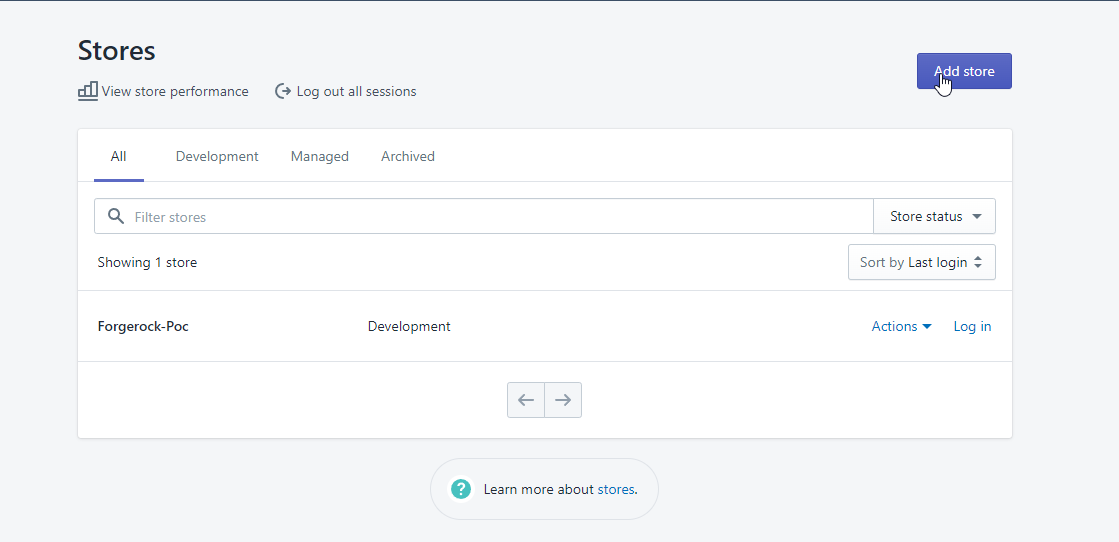 Stores
Add store
View store performance Log out all sessions
All Development Managed Archived
Filter stores Store status
Showing 1 store Sort by Last login
Forgerock-Poc Development Actions Log in
? Learn more about stores.